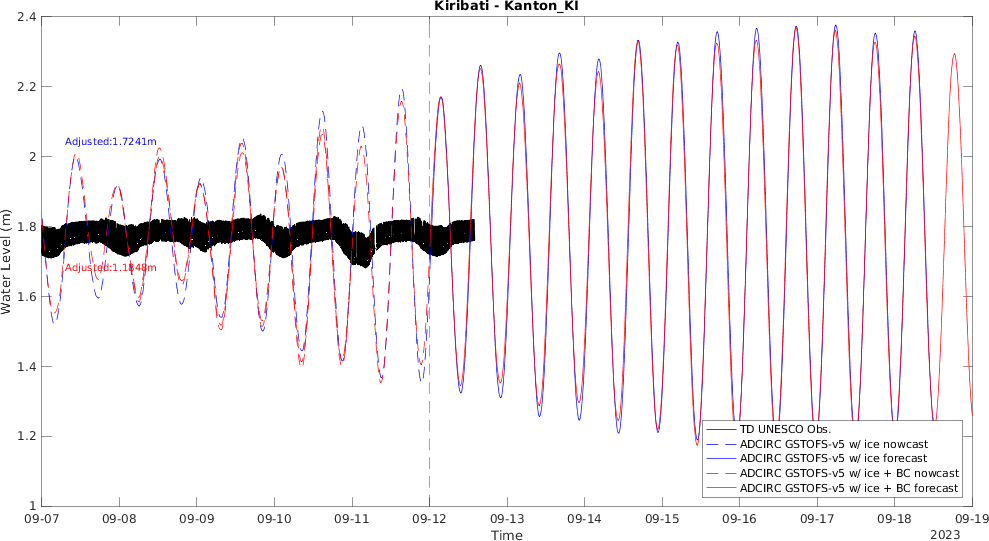 Kiribati - Kanton_KI
2.4
2.2
2
1.8
1.6
1.4
1.2
1
Water Level (m)
Adjusted:1.7241m
Adjusted:1.1848m
TD UNESCO Obs.
ADCIRC GSTOFS-v5 w/ ice nowcast
ADCIRC GSTOFS-v5 w/ ice forecast
ADCIRC GSTOFS-v5 w/ ice + BC nowcast
ADCIRC GSTOFS-v5 w/ ice + BC forecast
09-07 09-08 09-09 09-10 09-11 09-12 09-13 09-14 09-15 09-16 09-17 09-18 09-19
Time
2023